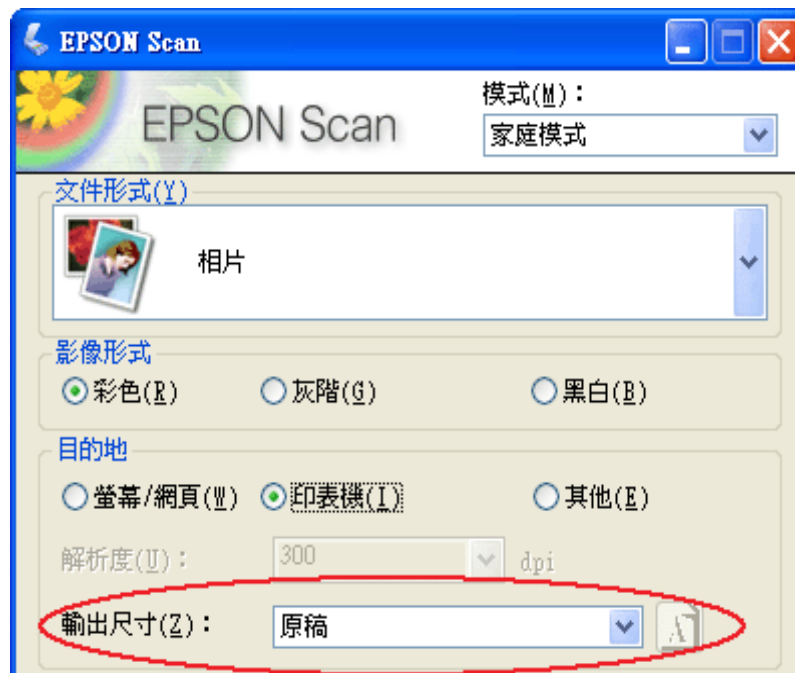 EPSON Scan
EPSON Scan
模式(M)：
家庭模式
文件形式(Y)
相片
影像形式
彩色(R) 灰階(G) 黑白(B)
目的地
螢幕/網頁(W) 印表機(I) 其他(E)
解析度(U)： 300 dpi
輸出尺寸(Z)： 原稿 A